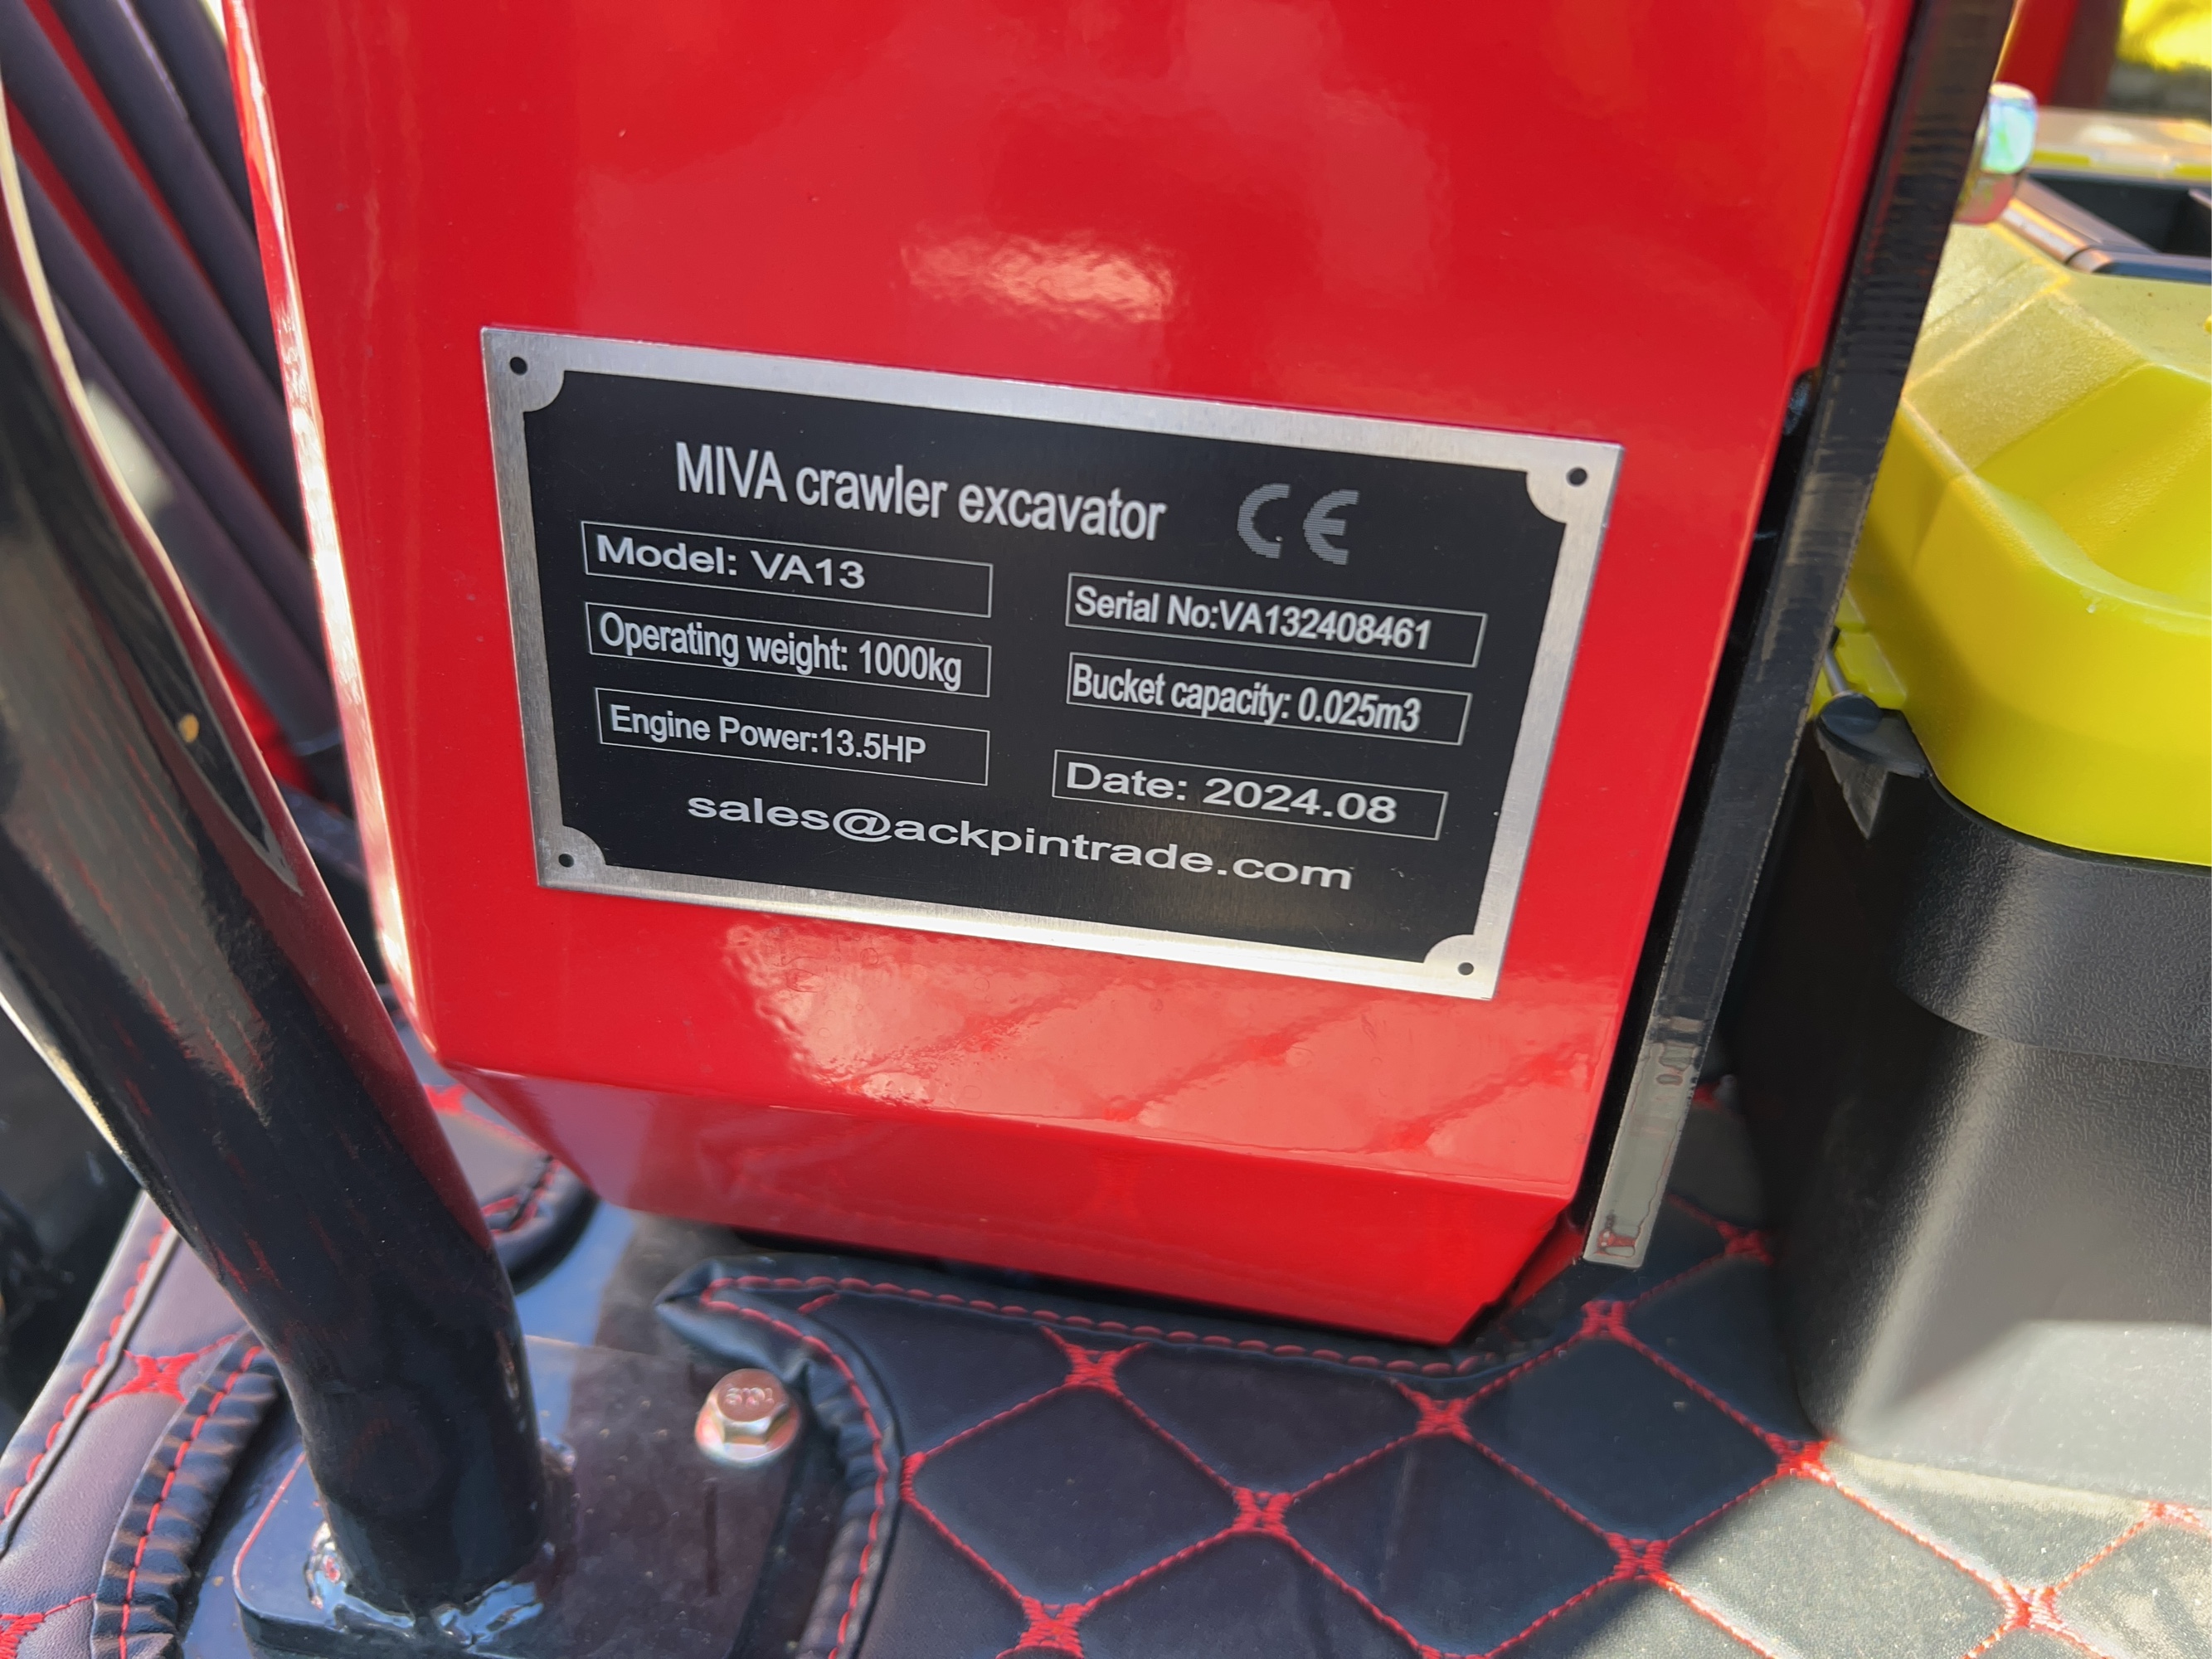 MIVA crawler excavator CE
Model: VA13
Serial No:VA132408461
Operating weight: 1000kg
Bucket capacity: 0.025m3
Engine Power:13.5HP
Date: 2024.08
sales@ackpintrade.com